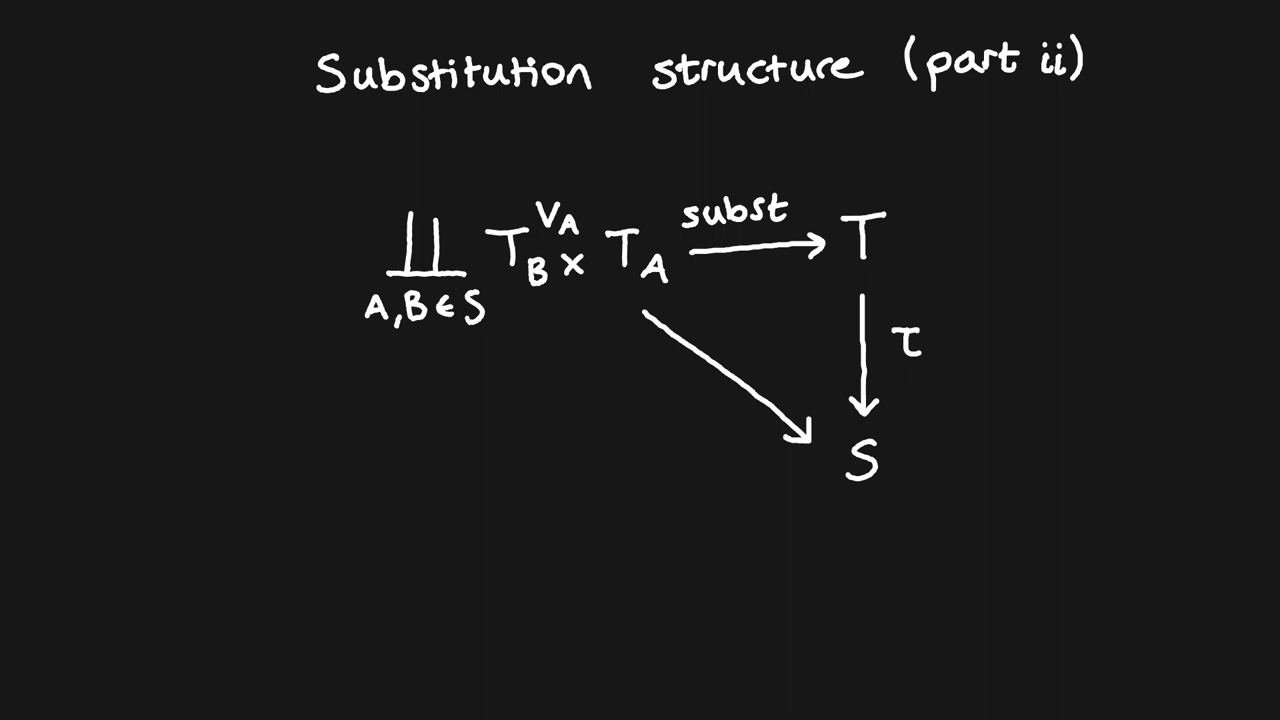 Substitution structure (part ii)
∐ T_B^{V_A} × T_A subst T
A,B ∈ S
τ
S